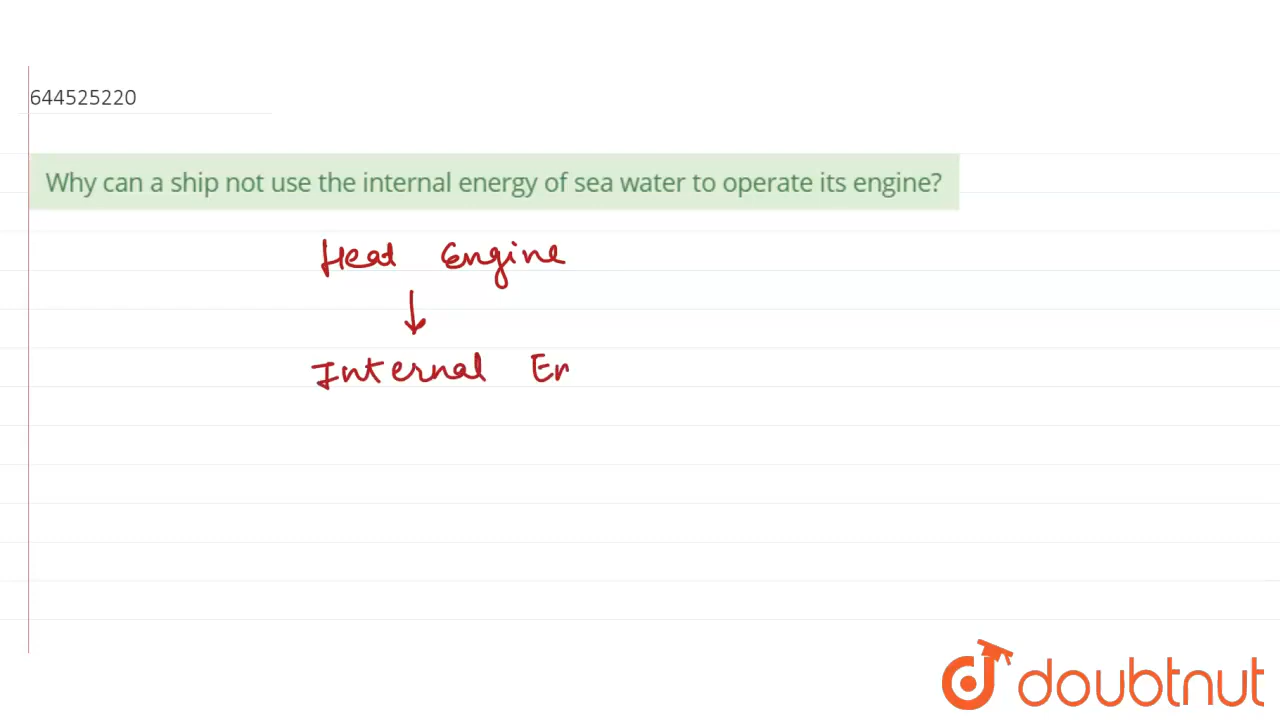 644525220
Why can a ship not use the internal energy of sea water to operate its engine?
Heat Engine
↓
Internal En
doubtnut